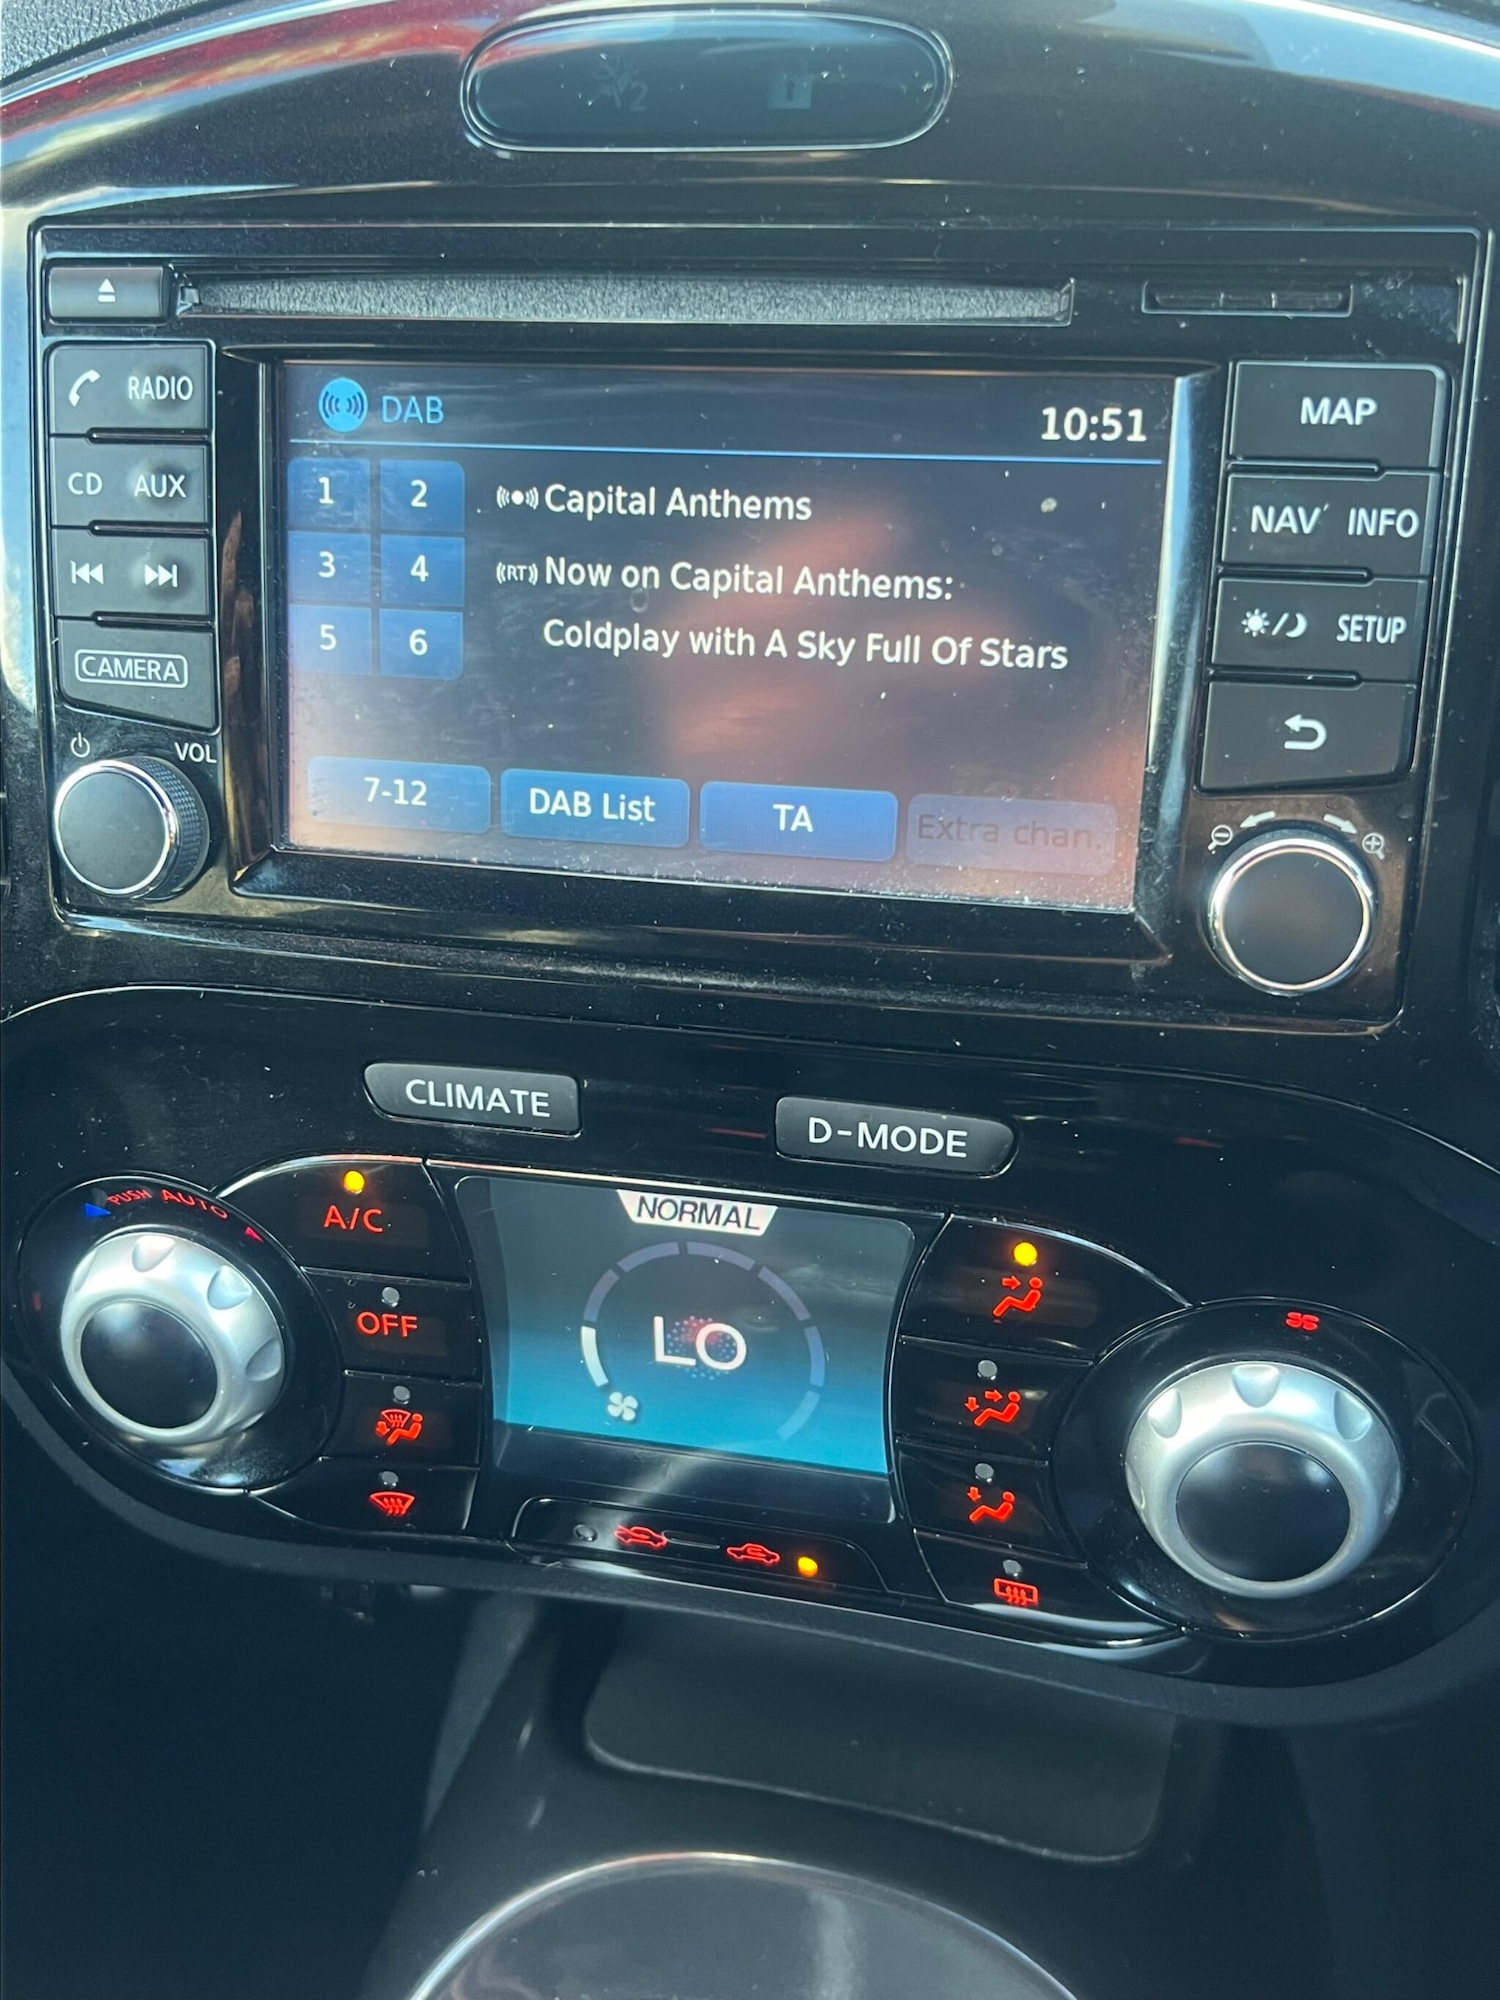 RADIO
CD AUX
CAMERA
VOL
DAB
10:51
1 2
3 4
5 6
Capital Anthems
RT Now on Capital Anthems:
Coldplay with A Sky Full Of Stars
7-12 DAB List TA Extra chan.
MAP
NAV INFO
SETUP
CLIMATE
D-MODE
PUSH AUTO
A/C
OFF
NORMAL
LO